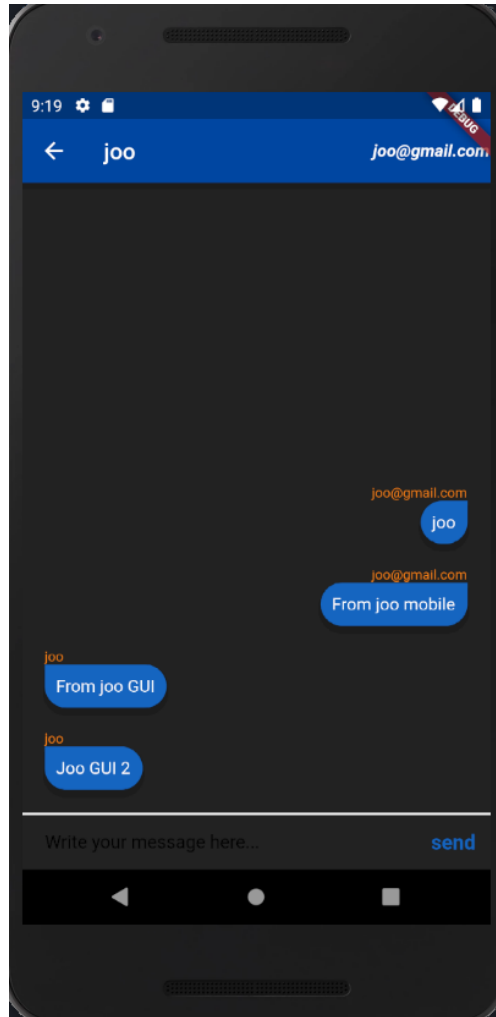 9:19
DEBUG
joo
joo@gmail.com
joo@gmail.com
joo
joo@gmail.com
From joo mobile
joo
From joo GUI
joo
Joo GUI 2
Write your message here...
send